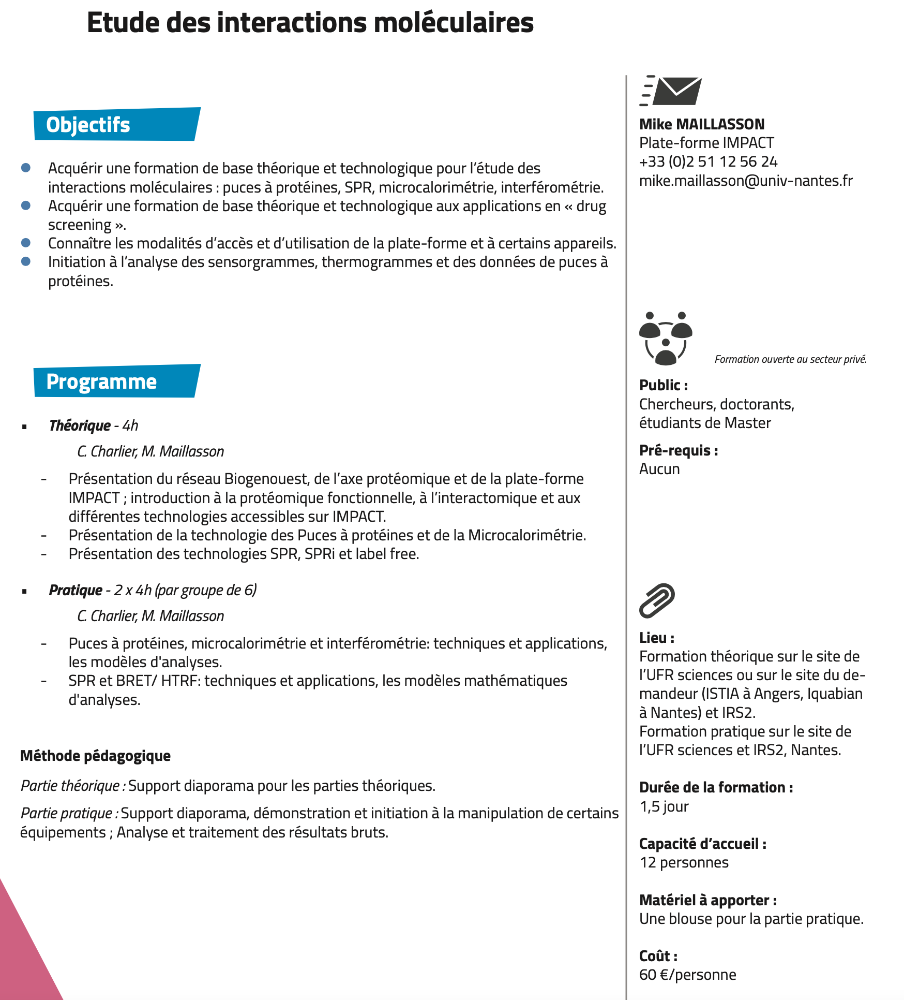 Etude des interactions moléculaires
Objectifs
Acquérir une formation de base théorique et technologique pour l’étude des
interactions moléculaires : puces à protéines, SPR, microcalorimétrie, interférométrie.
Acquérir une formation de base théorique et technologique aux applications en « drug
screening ».
Connaître les modalités d’accès et d’utilisation de la plate-forme et à certains appareils.
Initiation à l’analyse des sensorgrammes, thermogrammes et des données de puces à
protéines.
Programme
Théorique - 4h
C. Charlier, M. Maillasson
- Présentation du réseau Biogenouest, de l’axe protéomique et de la plate-forme
IMPACT ; introduction à la protéomique fonctionnelle, à l’interactomique et aux
différentes technologies accessibles sur IMPACT.
- Présentation de la technologie des Puces à protéines et de la Microcalorimétrie.
- Présentation des technologies SPR, SPRi et label free.
Pratique - 2 x 4h (par groupe de 6)
C. Charlier, M. Maillasson
- Puces à protéines, microcalorimétrie et interférométrie: techniques et applications,
les modèles d'analyses.
- SPR et BRET/ HTRF: techniques et applications, les modèles mathématiques
d'analyses.
Méthode pédagogique
Partie théorique : Support diaporama pour les parties théoriques.
Partie pratique : Support diaporama, démonstration et initiation à la manipulation de certains
équipements ; Analyse et traitement des résultats bruts.
Mike MAILLASSON
Plate-forme IMPACT
+33 (0)2 51 12 56 24
mike.maillasson@univ-nantes.fr
Formation ouverte au secteur privé.
Public :
Chercheurs, doctorants,
étudiants de Master
Pré-requis :
Aucun
Lieu :
Formation théorique sur le site de
l’UFR sciences ou sur le site du de-
mandeur (ISTIA à Angers, Iquabian
à Nantes) et IRS2.
Formation pratique sur le site de
l’UFR sciences et IRS2, Nantes.
Durée de la formation :
1,5 jour
Capacité d’accueil :
12 personnes
Matériel à apporter :
Une blouse pour la partie pratique.
Coût :
60 €/personne